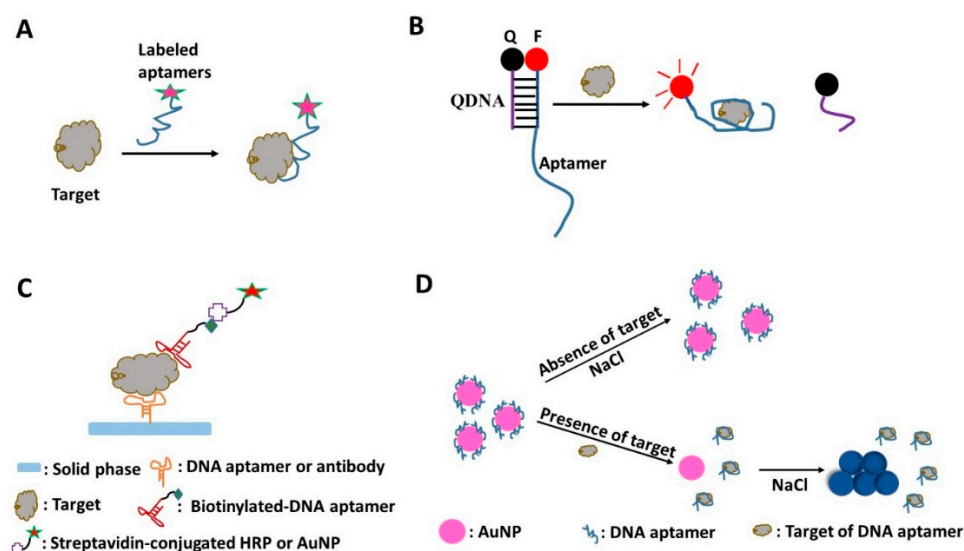 A
Labeled
aptamers
Target
B
Q F
QDNA
Aptamer
C
: Solid phase
: DNA aptamer or antibody
: Target
: Biotinylated-DNA aptamer
: Streptavidin-conjugated HRP or AuNP
D
Absence of target
NaCl
Presence of target
NaCl
: AuNP
: DNA aptamer
: Target of DNA aptamer